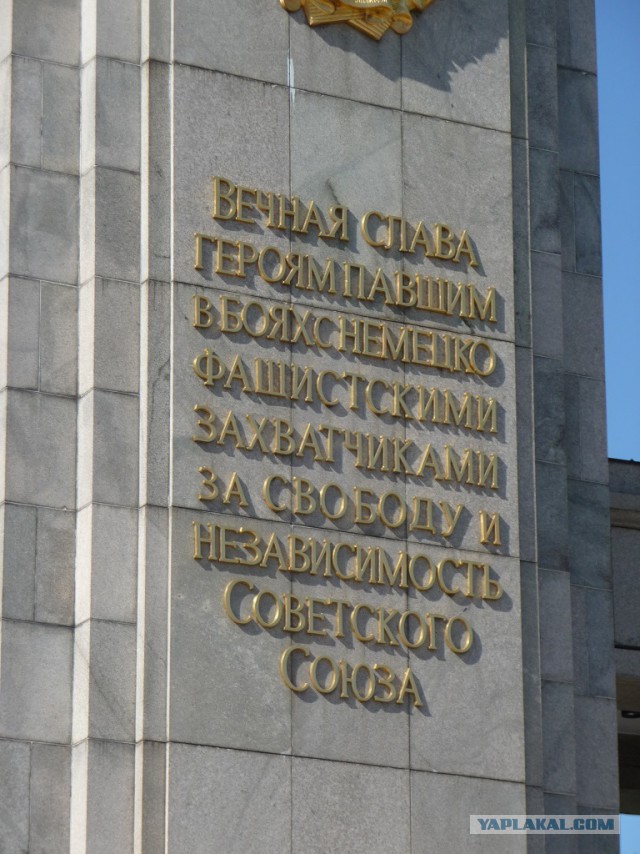 Вечная слава
героям павшим
в боях с немецко
фашистскими
захватчиками
за свободу и
независимость
Советского
Союза
YAPLAKAL.COM